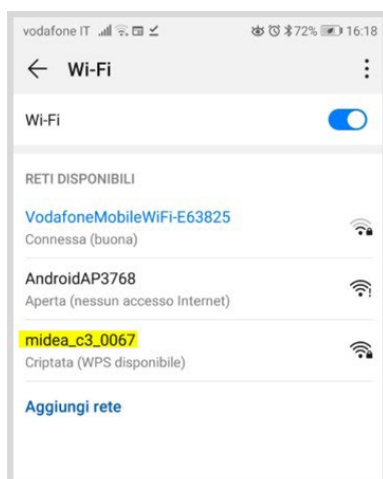 vodafone IT 72% 16:18
Wi-Fi
Wi-Fi
RETI DISPONIBILI
VodafoneMobileWiFi-E63825
Connessa (buona)
AndroidAP3768
Aperta (nessun accesso Internet)
midea_c3_0067
Criptata (WPS disponibile)
Aggiungi rete